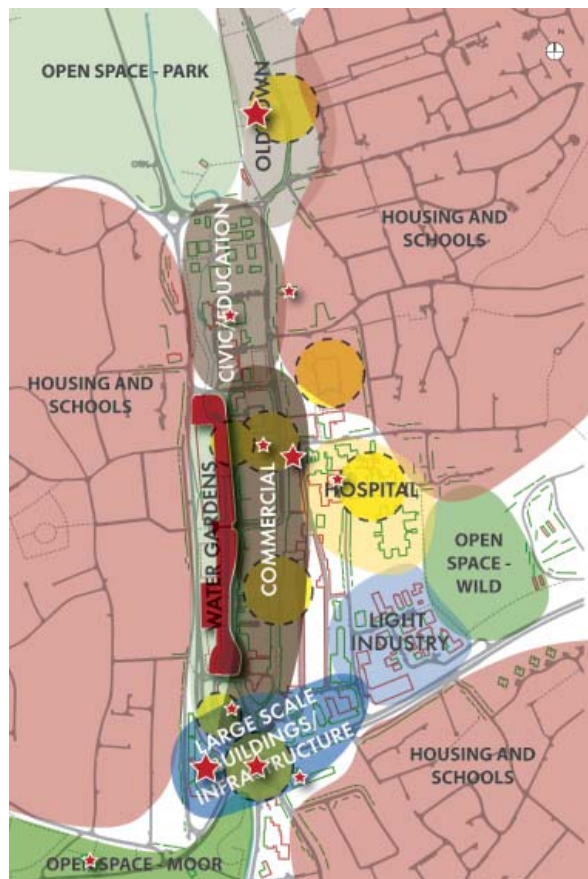 OPEN SPACE - PARK
OLD TOWN
CIVIC/EDUCATION
HOUSING AND
SCHOOLS
HOUSING AND
SCHOOLS
WATER GARDENS
COMMERCIAL
HOSPITAL
OPEN
SPACE -
WILD
LIGHT
INDUSTRY
LARGE SCALE
BUILDINGS/
INFRASTRUCTURE
HOUSING AND
SCHOOLS
OPEN SPACE - MOOR